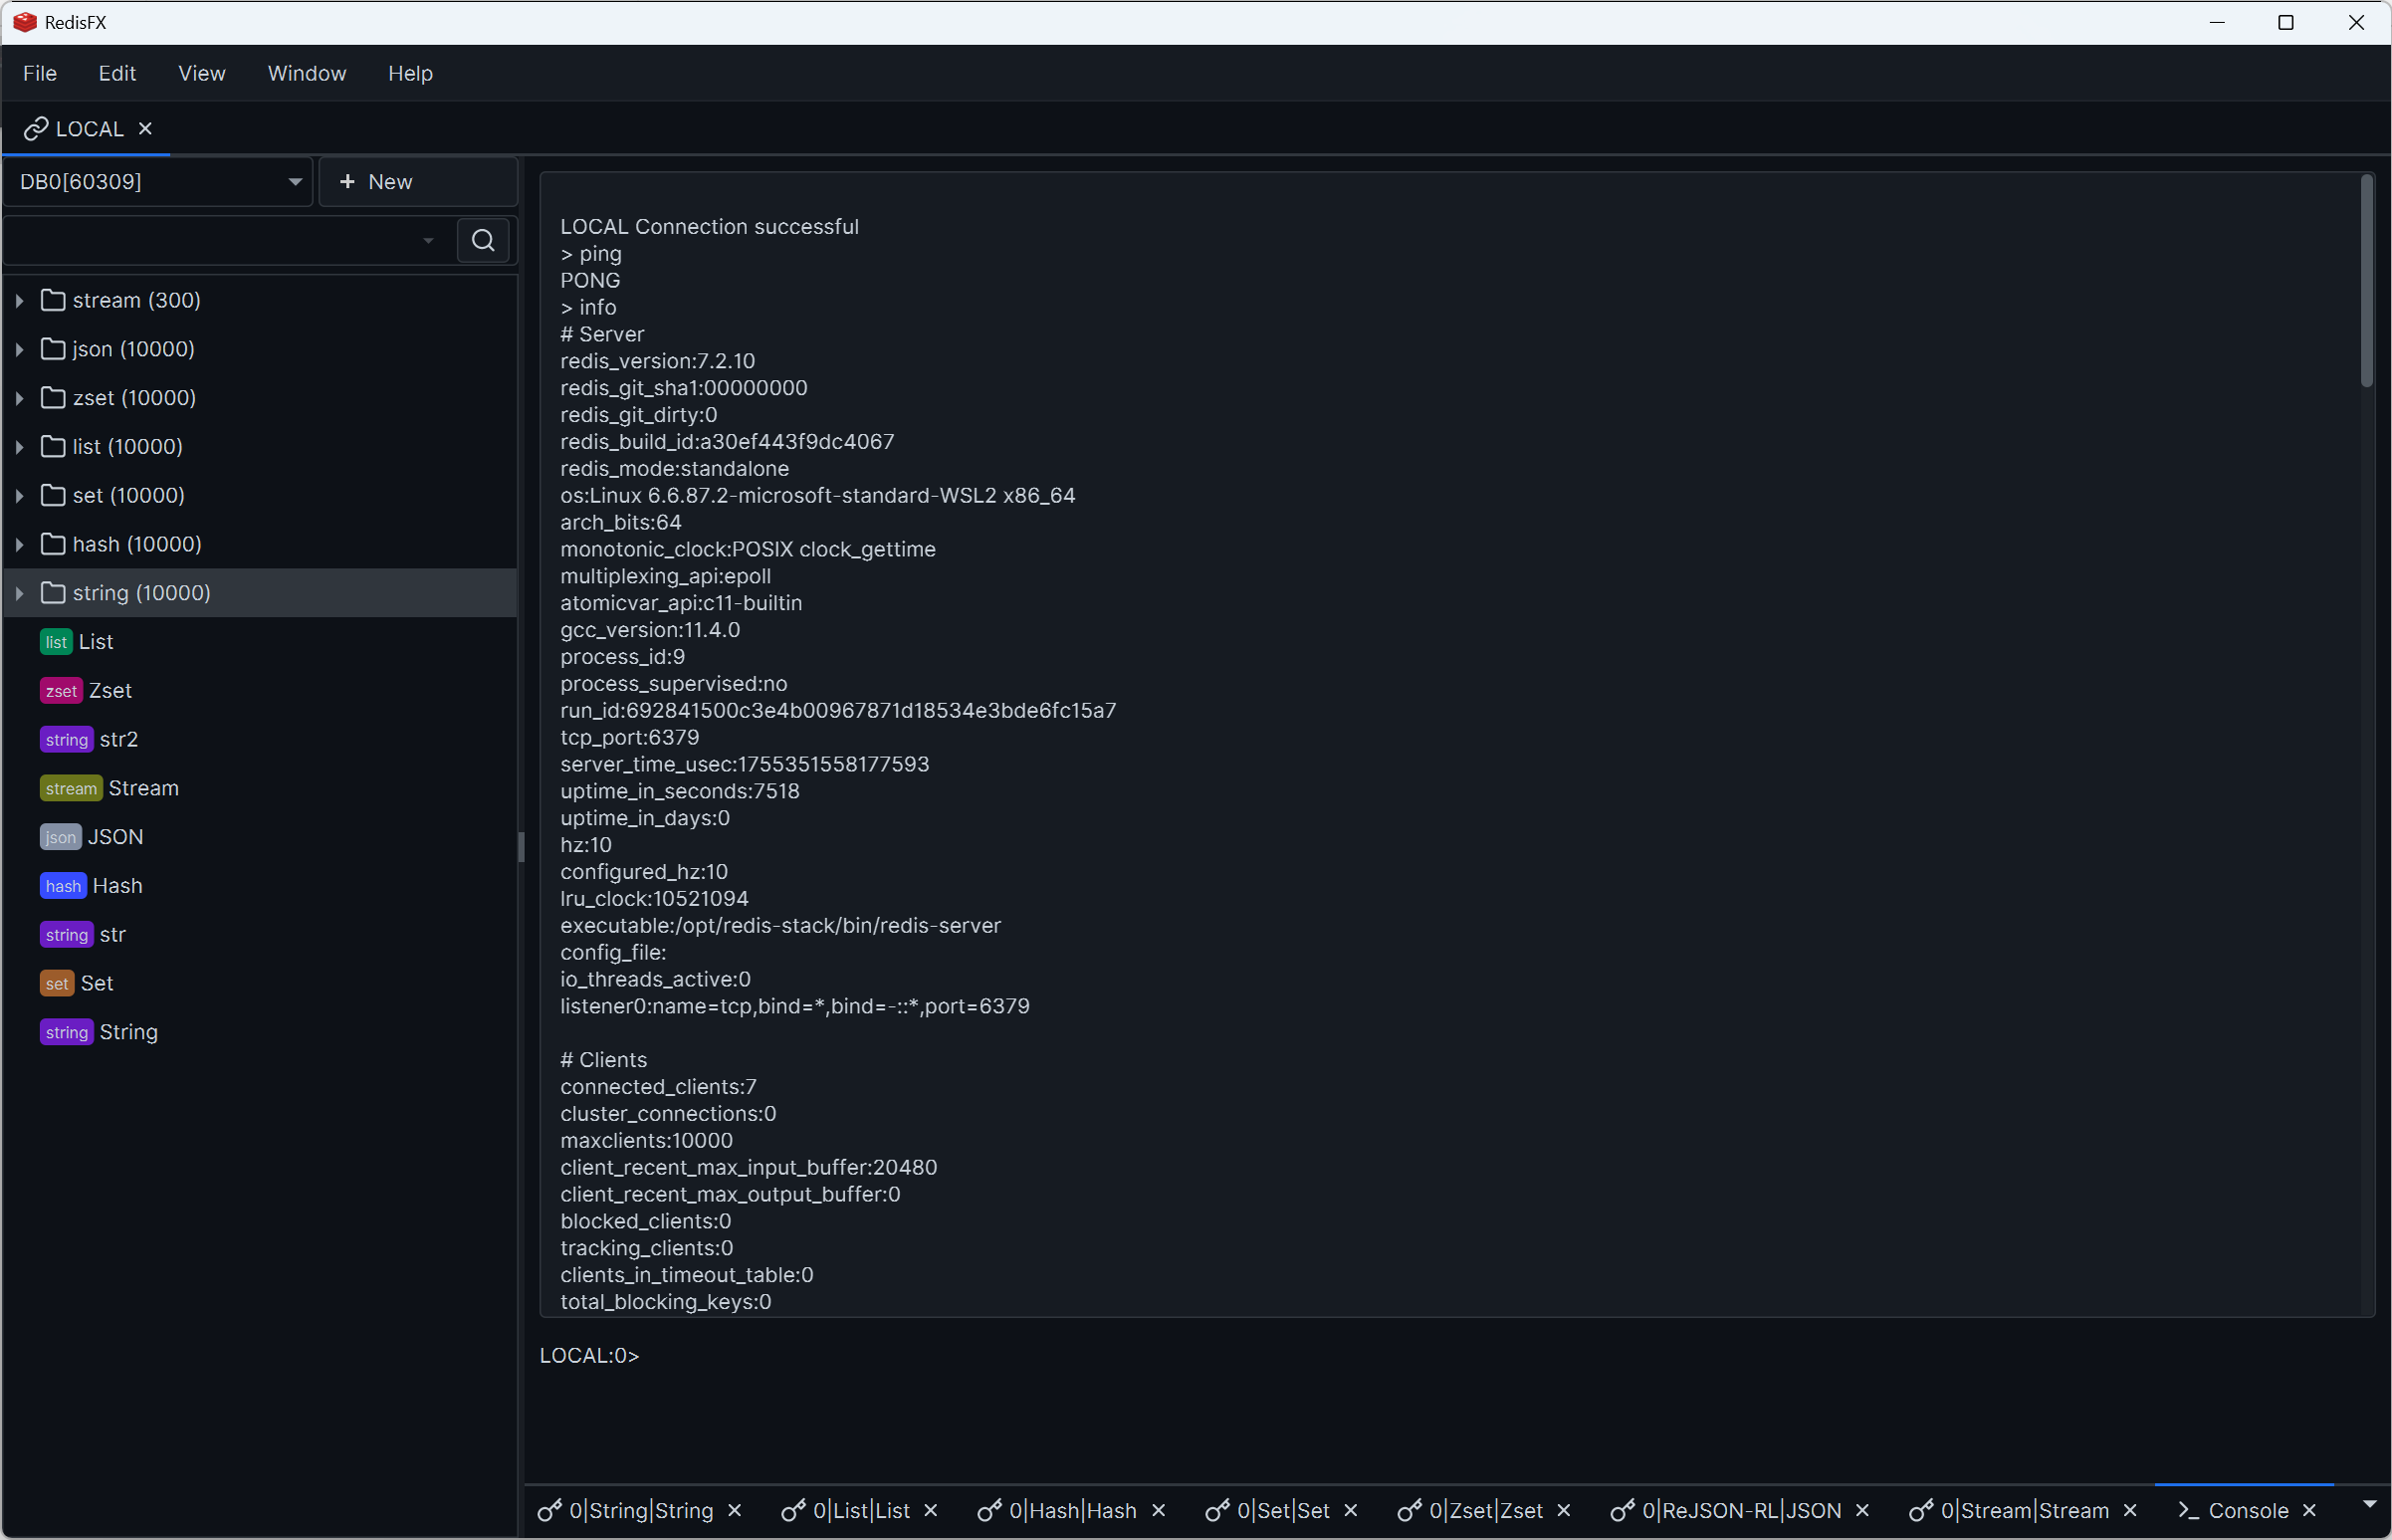 RedisFX
File Edit View Window Help
LOCAL
DB0[60309]
New
stream (300)
json (10000)
zset (10000)
list (10000)
set (10000)
hash (10000)
string (10000)
list List
zset Zset
string str2
stream Stream
json JSON
hash Hash
string str
set Set
string String
LOCAL Connection successful
> ping
PONG
> info
# Server
redis_version:7.2.10
redis_git_sha1:00000000
redis_git_dirty:0
redis_build_id:a30ef443f9dc4067
redis_mode:standalone
os:Linux 6.6.87.2-microsoft-standard-WSL2 x86_64
arch_bits:64
monotonic_clock:POSIX clock_gettime
multiplexing_api:epoll
atomicvar_api:c11-builtin
gcc_version:11.4.0
process_id:9
process_supervised:no
run_id:692841500c3e4b00967871d18534e3bde6fc15a7
tcp_port:6379
server_time_usec:1755351558177593
uptime_in_seconds:7518
uptime_in_days:0
hz:10
configured_hz:10
lru_clock:10521094
executable:/opt/redis-stack/bin/redis-server
config_file:
io_threads_active:0
listener0:name=tcp,bind=*,bind=-::*,port=6379
# Clients
connected_clients:7
cluster_connections:0
maxclients:10000
client_recent_max_input_buffer:20480
client_recent_max_output_buffer:0
blocked_clients:0
tracking_clients:0
clients_in_timeout_table:0
total_blocking_keys:0
LOCAL:0>
0|String|String 0|List|List 0|Hash|Hash 0|Set|Set 0|Zset|Zset 0|ReJSON-RL|JSON 0|Stream|Stream Console